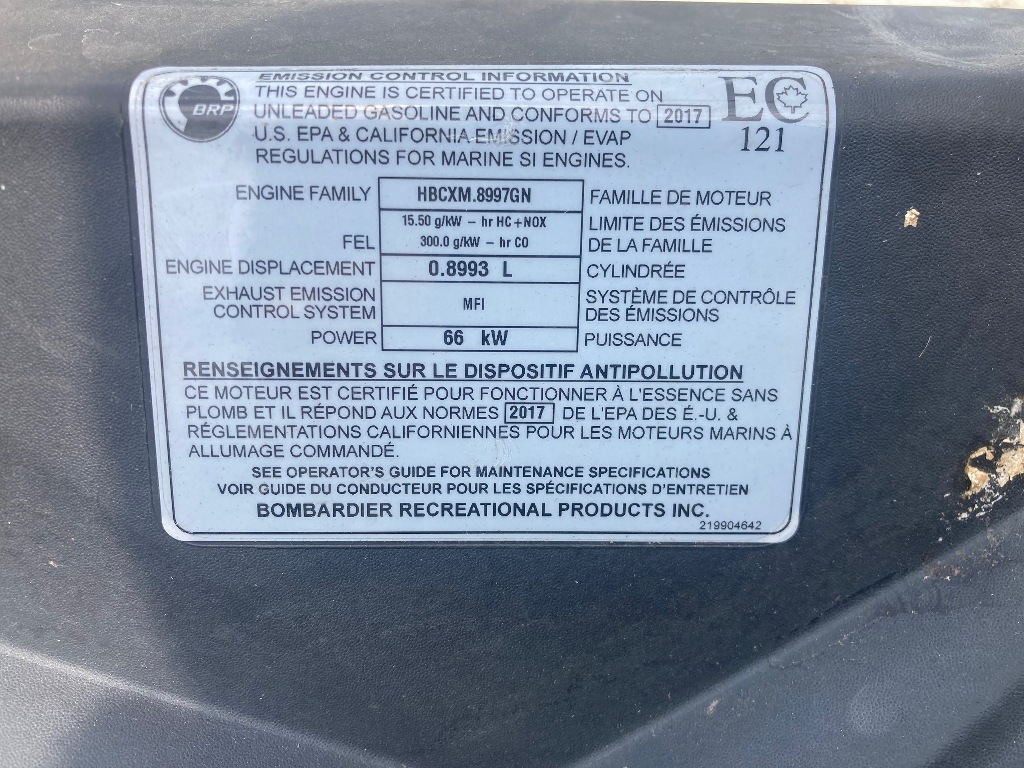 EMISSION CONTROL INFORMATION
BRP
THIS ENGINE IS CERTIFIED TO OPERATE ON
UNLEADED GASOLINE AND CONFORMS TO 2017
U.S. EPA & CALIFORNIA EMISSION / EVAP
REGULATIONS FOR MARINE SI ENGINES.
EC
121
ENGINE FAMILY HBCXM.8997GN FAMILLE DE MOTEUR
15.50 g/kW – hr HC+NOX LIMITE DES ÉMISSIONS
FEL 300.0 g/kW – hr CO DE LA FAMILLE
ENGINE DISPLACEMENT 0.8993 L CYLINDRÉE
EXHAUST EMISSION SYSTÈME DE CONTRÔLE
CONTROL SYSTEM MFI DES ÉMISSIONS
POWER 66 kW PUISSANCE
RENSEIGNEMENTS SUR LE DISPOSITIF ANTIPOLLUTION
CE MOTEUR EST CERTIFIÉ POUR FONCTIONNER À L'ESSENCE SANS
PLOMB ET IL RÉPOND AUX NORMES 2017 DE L'EPA DES É.-U. &
RÉGLEMENTATIONS CALIFORNIENNES POUR LES MOTEURS MARINS À
ALLUMAGE COMMANDÉ.
SEE OPERATOR'S GUIDE FOR MAINTENANCE SPECIFICATIONS
VOIR GUIDE DU CONDUCTEUR POUR LES SPÉCIFICATIONS D'ENTRETIEN
BOMBARDIER RECREATIONAL PRODUCTS INC.
219904642